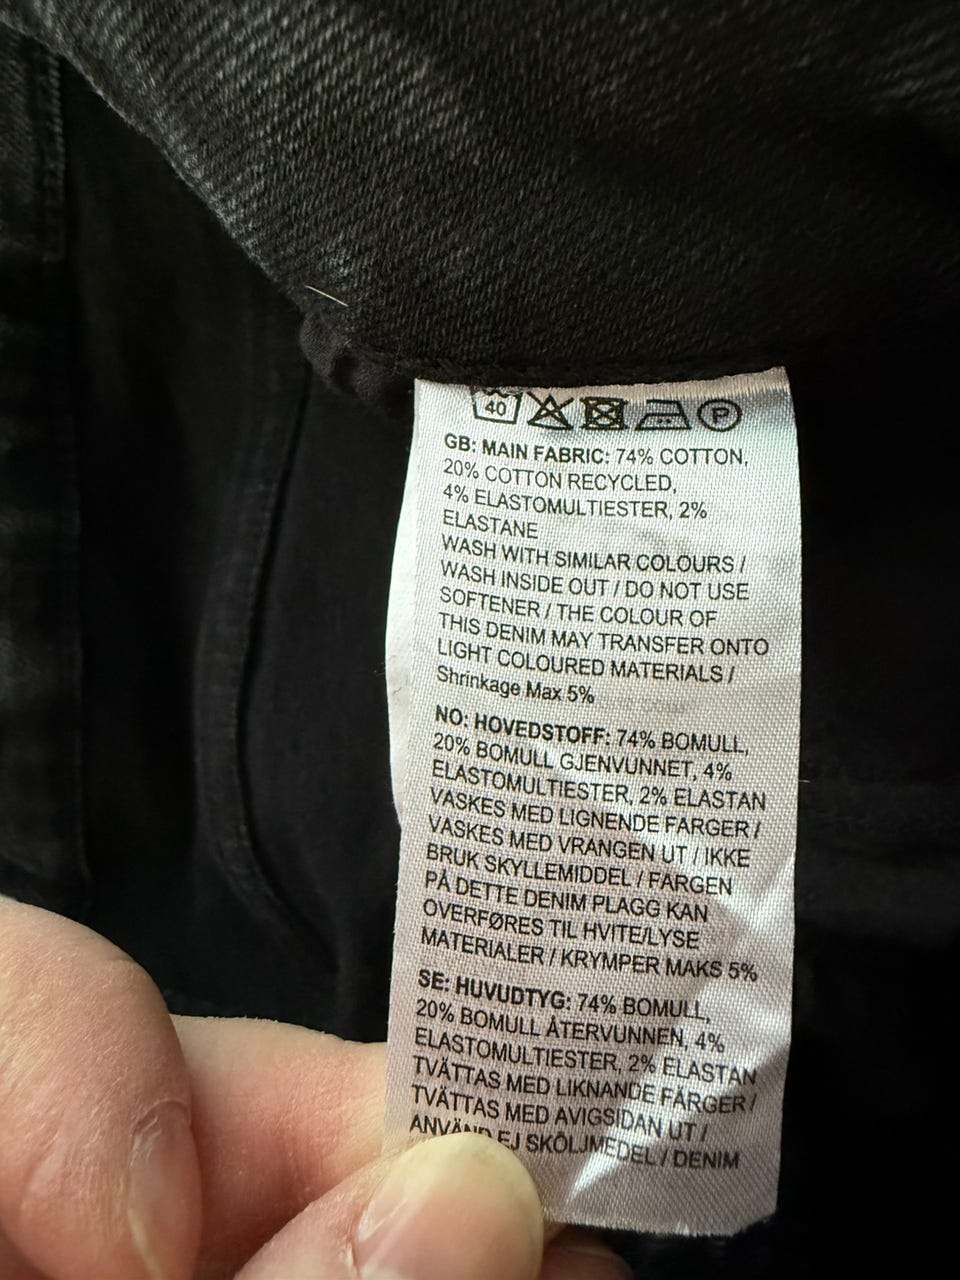 40 P
GB: MAIN FABRIC: 74% COTTON,
20% COTTON RECYCLED,
4% ELASTOMULTIESTER, 2%
ELASTANE
WASH WITH SIMILAR COLOURS /
WASH INSIDE OUT / DO NOT USE
SOFTENER / THE COLOUR OF
THIS DENIM MAY TRANSFER ONTO
LIGHT COLOURED MATERIALS /
Shrinkage Max 5%
NO: HOVEDSTOFF: 74% BOMULL,
20% BOMULL GJENVUNNET, 4%
ELASTOMULTIESTER, 2% ELASTAN
VASKES MED LIGNENDE FARGER /
VASKES MED VRANGEN UT / IKKE
BRUK SKYLLEMIDDEL / FARGEN
PÅ DETTE DENIM PLAGG KAN
OVERFØRES TIL HVITE/LYSE
MATERIALER / KRYMPER MAKS 5%
SE: HUVUDTYG: 74% BOMULL,
20% BOMULL ÅTERVUNNEN, 4%
ELASTOMULTIESTER, 2% ELASTAN
TVÄTTAS MED LIKNANDE FÄRGER /
TVÄTTAS MED AVIGSIDAN UT /
ANVÄND EJ SKÖLJMEDEL / DENIM